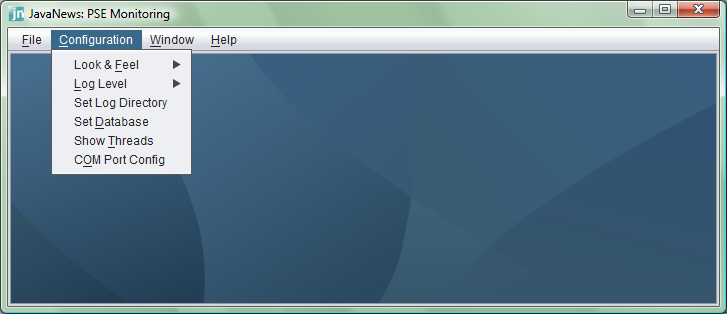 jn JavaNews: PSE Monitoring
File Configuration Window Help
Look & Feel
Log Level
Set Log Directory
Set Database
Show Threads
COM Port Config